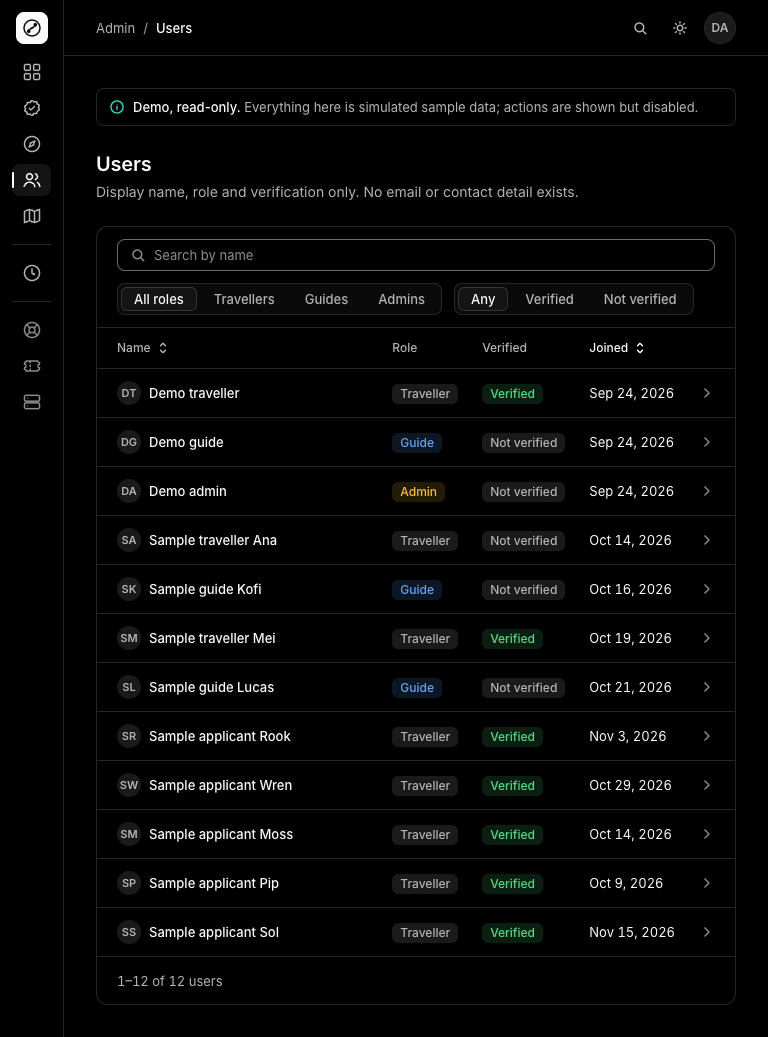 Admin / Users
DA
Demo, read-only. Everything here is simulated sample data; actions are shown but disabled.
Users
Display name, role and verification only. No email or contact detail exists.
Search by name
All roles Travellers Guides Admins Any Verified Not verified
Name Role Verified Joined
DT Demo traveller Traveller Verified Sep 24, 2026
DG Demo guide Guide Not verified Sep 24, 2026
DA Demo admin Admin Not verified Sep 24, 2026
SA Sample traveller Ana Traveller Not verified Oct 14, 2026
SK Sample guide Kofi Guide Not verified Oct 16, 2026
SM Sample traveller Mei Traveller Verified Oct 19, 2026
SL Sample guide Lucas Guide Not verified Oct 21, 2026
SR Sample applicant Rook Traveller Verified Nov 3, 2026
SW Sample applicant Wren Traveller Verified Oct 29, 2026
SM Sample applicant Moss Traveller Verified Oct 14, 2026
SP Sample applicant Pip Traveller Verified Oct 9, 2026
SS Sample applicant Sol Traveller Verified Nov 15, 2026
1–12 of 12 users